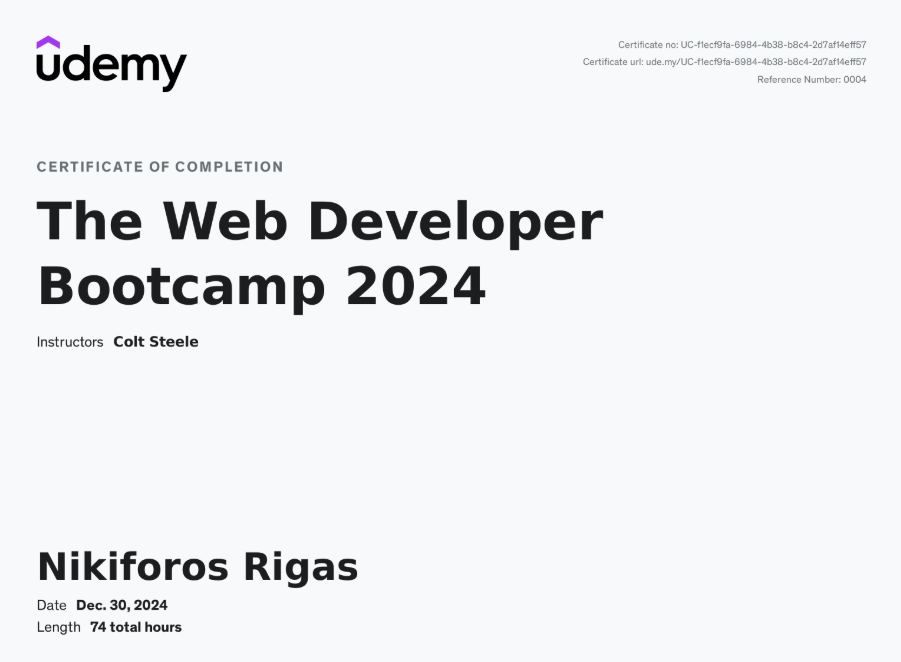 udemy
Certificate no: UC-f1ecf9fa-6984-4b38-b8c4-2d7af14eff57
Certificate url: ude.my/UC-f1ecf9fa-6984-4b38-b8c4-2d7af14eff57
Reference Number: 0004
CERTIFICATE OF COMPLETION
The Web Developer
Bootcamp 2024
Instructors Colt Steele
Nikiforos Rigas
Date Dec. 30, 2024
Length 74 total hours